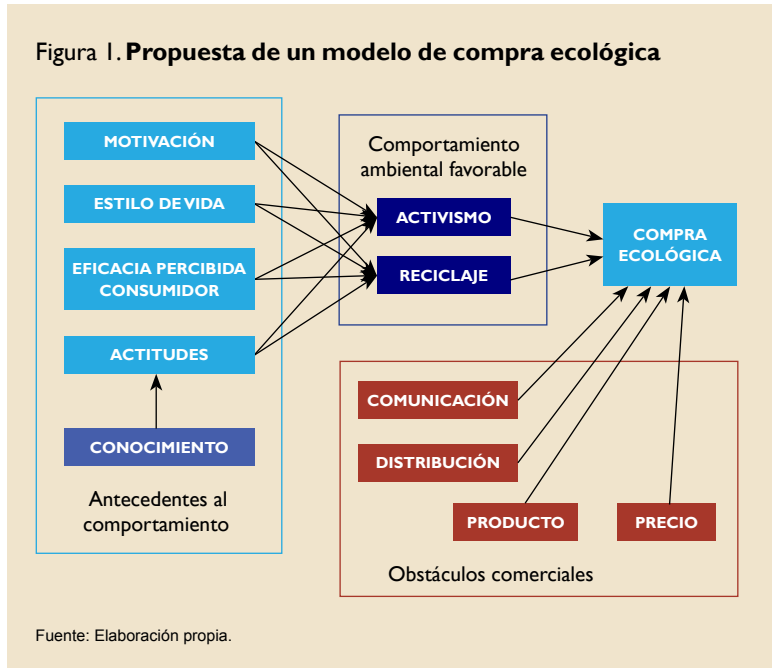 Figura 1. Propuesta de un modelo de compra ecológica
MOTIVACIÓN
ESTILO DE VIDA
EFICACIA PERCIBIDA
CONSUMIDOR
ACTITUDES
CONOCIMIENTO
Antecedentes al
comportamiento
Comportamiento
ambiental favorable
ACTIVISMO
RECICLAJE
COMPRA
ECOLÓGICA
COMUNICACIÓN
DISTRIBUCIÓN
PRODUCTO
PRECIO
Obstáculos comerciales
Fuente: Elaboración propia.